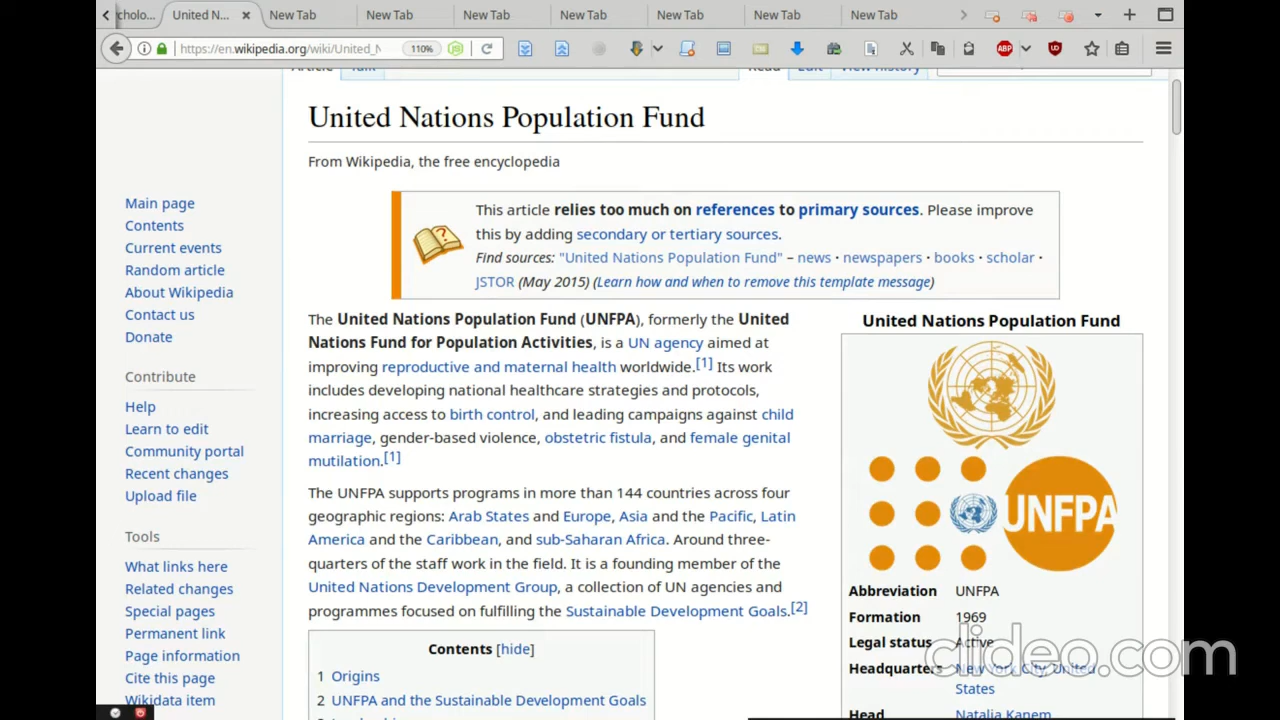 cholo...
United N...
New Tab
New Tab
New Tab
New Tab
New Tab
New Tab
New Tab
https://en.wikipedia.org/wiki/United_N
110%
ABP
Article
Talk
Read
Edit
View history
United Nations Population Fund
From Wikipedia, the free encyclopedia
Main page
Contents
Current events
Random article
About Wikipedia
Contact us
Donate
Contribute
Help
Learn to edit
Community portal
Recent changes
Upload file
Tools
What links here
Related changes
Special pages
Permanent link
Page information
Cite this page
Wikidata item
This article relies too much on references to primary sources. Please improve
this by adding secondary or tertiary sources.
Find sources: "United Nations Population Fund" – news · newspapers · books · scholar ·
JSTOR (May 2015) (Learn how and when to remove this template message)
The United Nations Population Fund (UNFPA), formerly the United
Nations Fund for Population Activities, is a UN agency aimed at
improving reproductive and maternal health worldwide.[1] Its work
includes developing national healthcare strategies and protocols,
increasing access to birth control, and leading campaigns against child
marriage, gender-based violence, obstetric fistula, and female genital
mutilation.[1]
The UNFPA supports programs in more than 144 countries across four
geographic regions: Arab States and Europe, Asia and the Pacific, Latin
America and the Caribbean, and sub-Saharan Africa. Around three-
quarters of the staff work in the field. It is a founding member of the
United Nations Development Group, a collection of UN agencies and
programmes focused on fulfilling the Sustainable Development Goals.[2]
Contents [hide]
1 Origins
2 UNFPA and the Sustainable Development Goals
United Nations Population Fund
UNFPA
Abbreviation UNFPA
Formation 1969
Legal status Active
Headquarters New York City, United
States
Head Natalia Kanem
clideo.com